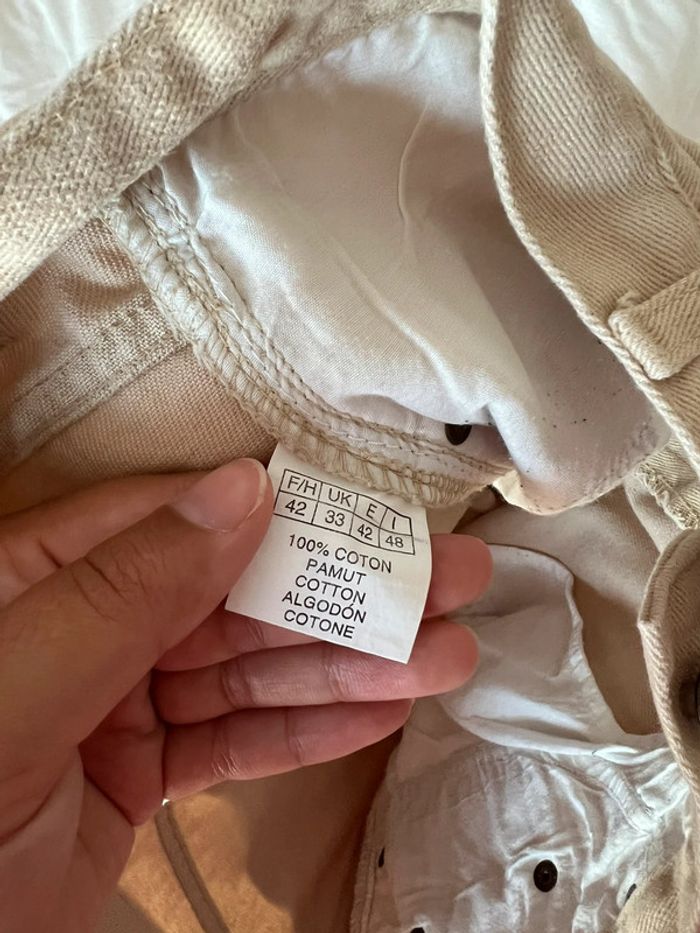 F/H UK E I
42 33 42 48
100% COTON
PAMUT
COTTON
ALGODÓN
COTONE